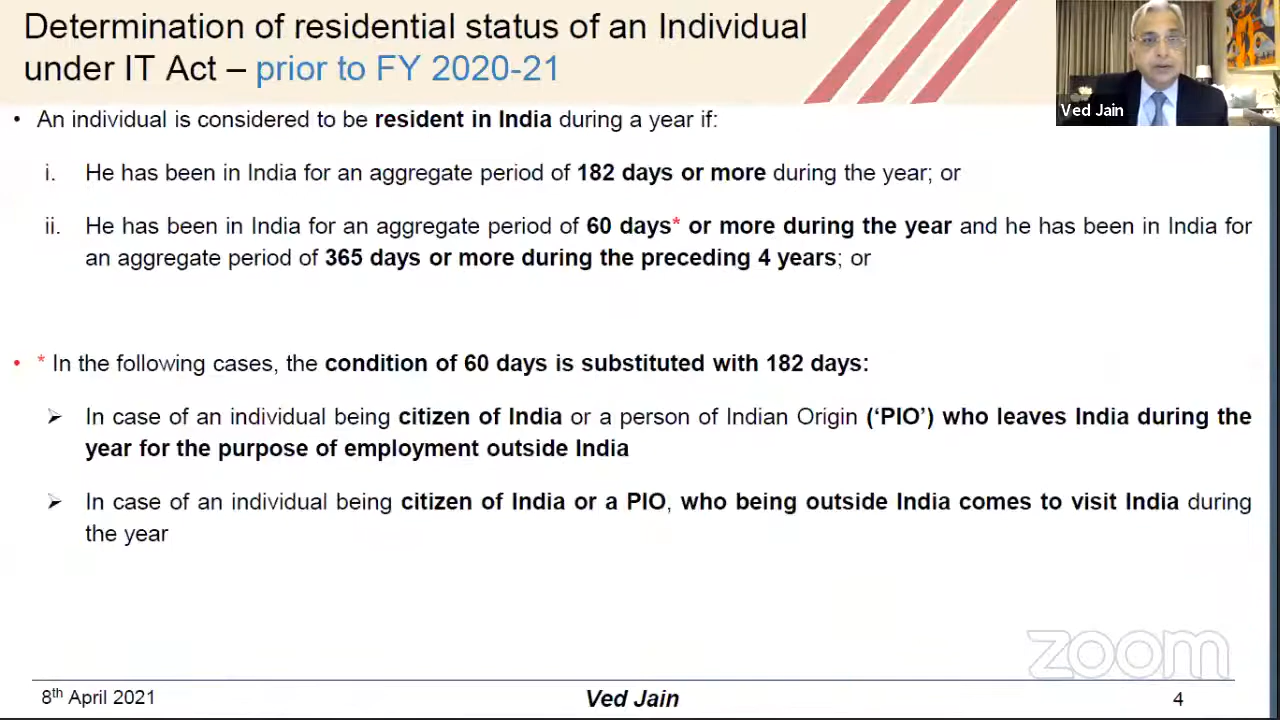 Determination of residential status of an Individual
under IT Act – prior to FY 2020-21
Ved Jain
• An individual is considered to be resident in India during a year if:
i. He has been in India for an aggregate period of 182 days or more during the year; or
ii. He has been in India for an aggregate period of 60 days* or more during the year and he has been in India for
an aggregate period of 365 days or more during the preceding 4 years; or
• * In the following cases, the condition of 60 days is substituted with 182 days:
➢ In case of an individual being citizen of India or a person of Indian Origin (‘PIO’) who leaves India during the
year for the purpose of employment outside India
➢ In case of an individual being citizen of India or a PIO, who being outside India comes to visit India during
the year
zoom
8th April 2021
Ved Jain
4